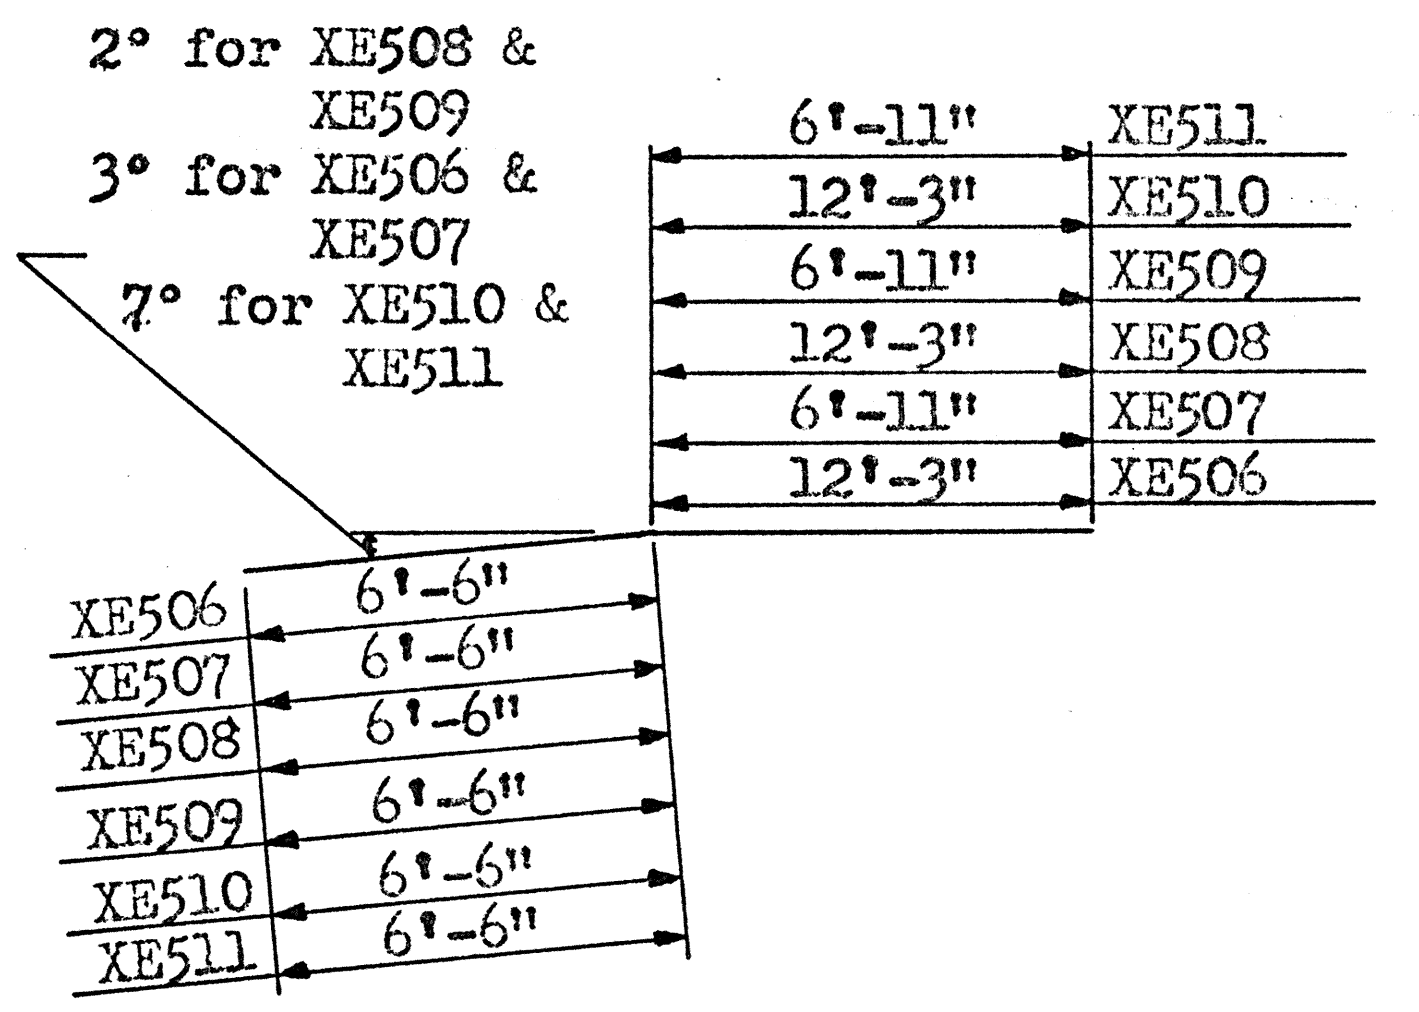 2° for XE508 &
XE509
3° for XE506 &
XE507
7° for XE510 &
XE511
6'-11" XE511
12'-3" XE510
6'-11" XE509
12'-3" XE508
6'-11" XE507
12'-3" XE506
XE506 6'-6"
XE507 6'-6"
XE508 6'-6"
XE509 6'-6"
XE510 6'-6"
XE511 6'-6"